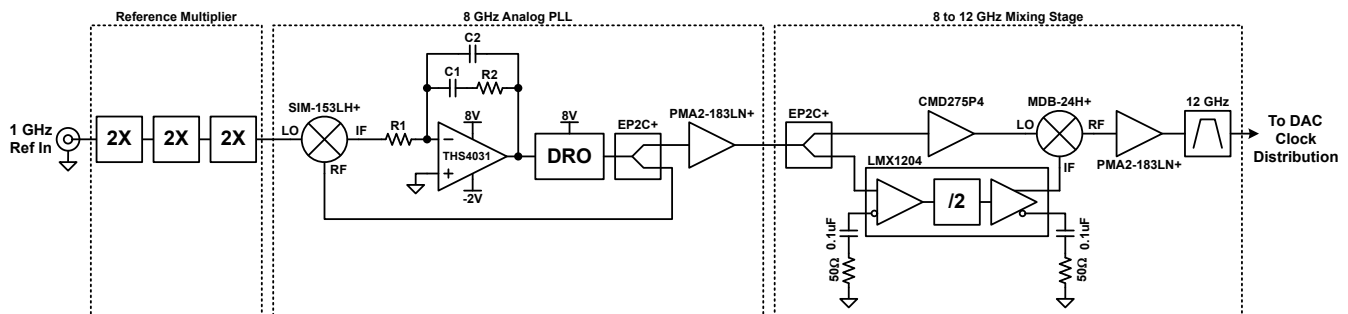 Reference Multiplier
8 GHz Analog PLL
8 to 12 GHz Mixing Stage
1 GHz
Ref In
2X
2X
2X
SIM-153LH+
LO
IF
RF
R1
C2
C1
R2
8V
THS4031
-2V
8V
DRO
EP2C+
PMA2-183LN+
EP2C+
CMD275P4
LMX1204
/2
0.1uF
50Ω
0.1uF
50Ω
MDB-24H+
LO
RF
IF
PMA2-183LN+
12 GHz
To DAC
Clock
Distribution